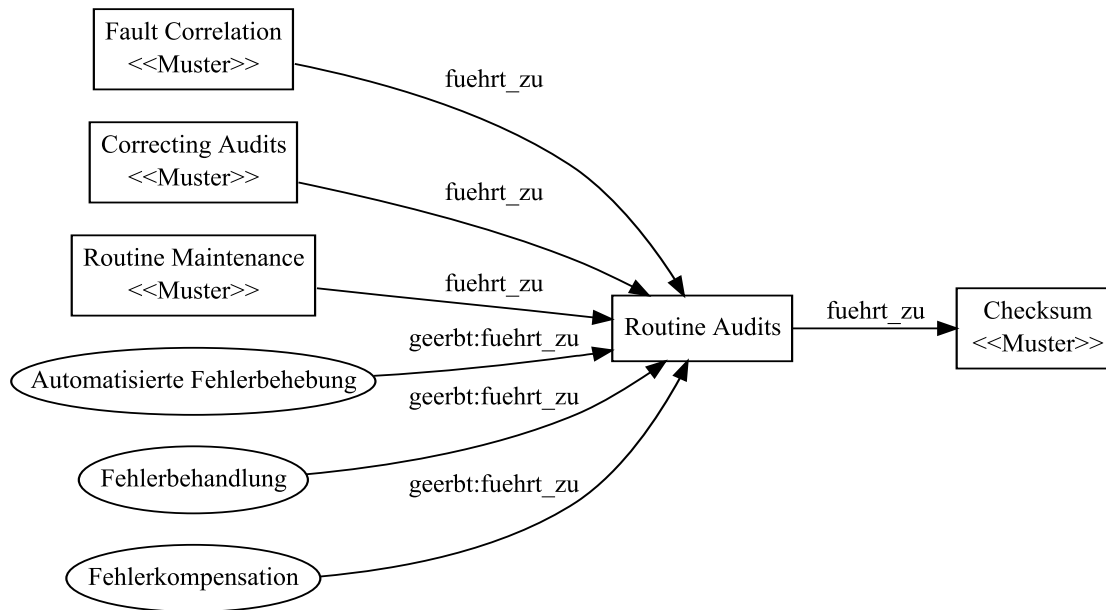 Fault Correlation
<<Muster>>
fuehrt_zu
Correcting Audits
<<Muster>>
fuehrt_zu
Routine Maintenance
<<Muster>>
fuehrt_zu
geerbt:fuehrt_zu
Automatisierte Fehlerbehebung
geerbt:fuehrt_zu
Fehlerbehandlung
geerbt:fuehrt_zu
Fehlerkompensation
Routine Audits
fuehrt_zu
Checksum
<<Muster>>